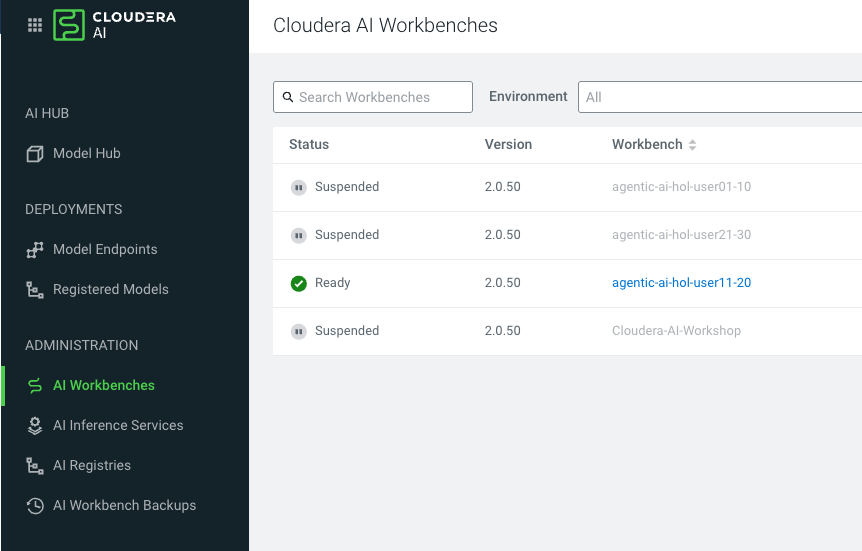 CLOUDERA
AI
AI HUB
Model Hub
DEPLOYMENTS
Model Endpoints
Registered Models
ADMINISTRATION
AI Workbenches
AI Inference Services
AI Registries
AI Workbench Backups
Cloudera AI Workbenches
Search Workbenches Environment All
Status Version Workbench
Suspended 2.0.50 agentic-ai-hol-user01-10
Suspended 2.0.50 agentic-ai-hol-user21-30
Ready 2.0.50 agentic-ai-hol-user11-20
Suspended 2.0.50 Cloudera-AI-Workshop